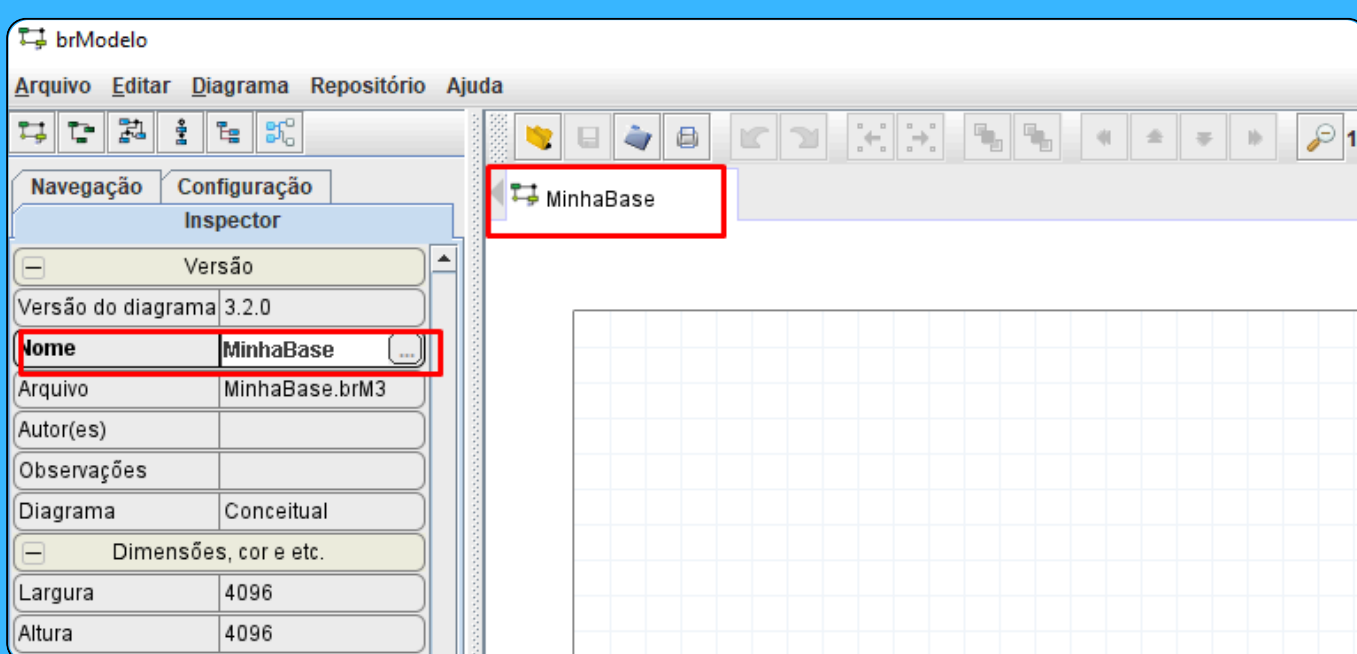 brModelo
Arquivo Editar Diagrama Repositório Ajuda
1
Navegação Configuração
Inspector
MinhaBase
Versão
Versão do diagrama 3.2.0
Nome MinhaBase ...
Arquivo MinhaBase.brM3
Autor(es)
Observações
Diagrama Conceitual
Dimensões, cor e etc.
Largura 4096
Altura 4096